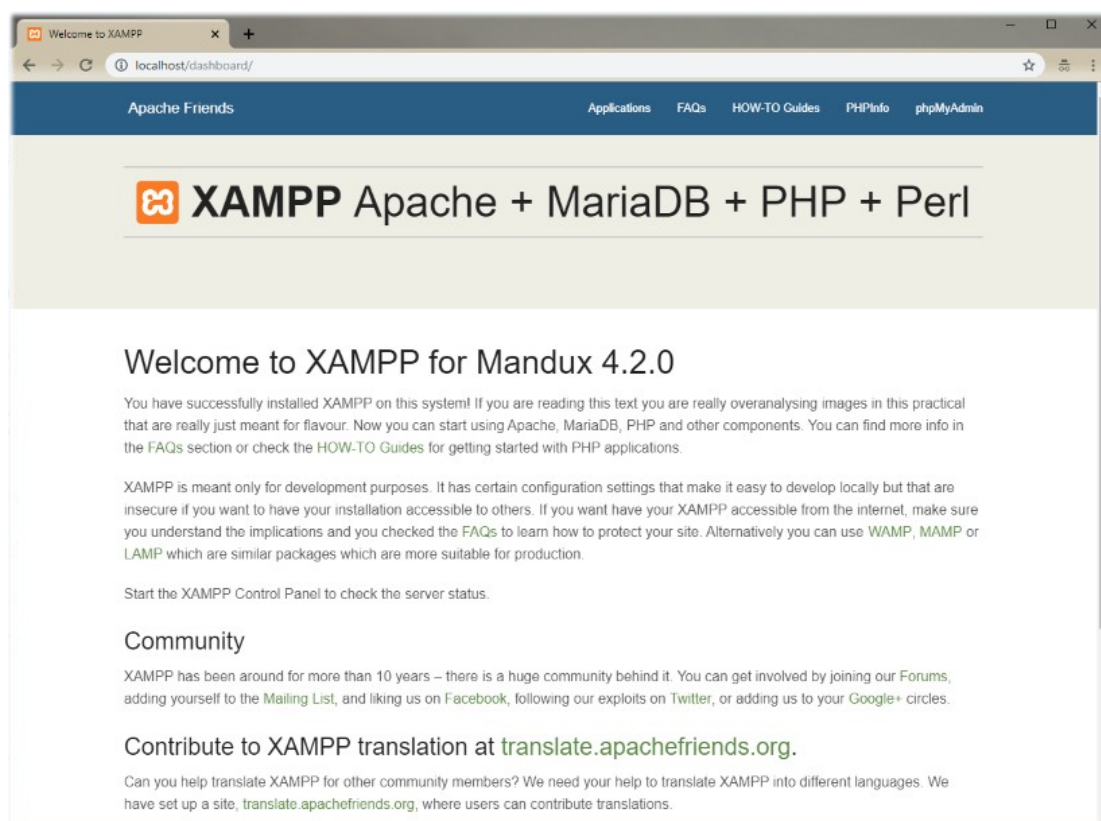 Welcome to XAMPP
localhost/dashboard/
Apache Friends
Applications FAQs HOW-TO Guides PHPInfo phpMyAdmin
XAMPP Apache + MariaDB + PHP + Perl
Welcome to XAMPP for Mandux 4.2.0
You have successfully installed XAMPP on this system! If you are reading this text you are really overanalysing images in this practical
that are really just meant for flavour. Now you can start using Apache, MariaDB, PHP and other components. You can find more info in
the FAQs section or check the HOW-TO Guides for getting started with PHP applications.
XAMPP is meant only for development purposes. It has certain configuration settings that make it easy to develop locally but that are
insecure if you want to have your installation accessible to others. If you want have your XAMPP accessible from the internet, make sure
you understand the implications and you checked the FAQs to learn how to protect your site. Alternatively you can use WAMP, MAMP or
LAMP which are similar packages which are more suitable for production.
Start the XAMPP Control Panel to check the server status.
Community
XAMPP has been around for more than 10 years – there is a huge community behind it. You can get involved by joining our Forums,
adding yourself to the Mailing List, and liking us on Facebook, following our exploits on Twitter, or adding us to your Google+ circles.
Contribute to XAMPP translation at translate.apachefriends.org.
Can you help translate XAMPP for other community members? We need your help to translate XAMPP into different languages. We
have set up a site, translate.apachefriends.org, where users can contribute translations.